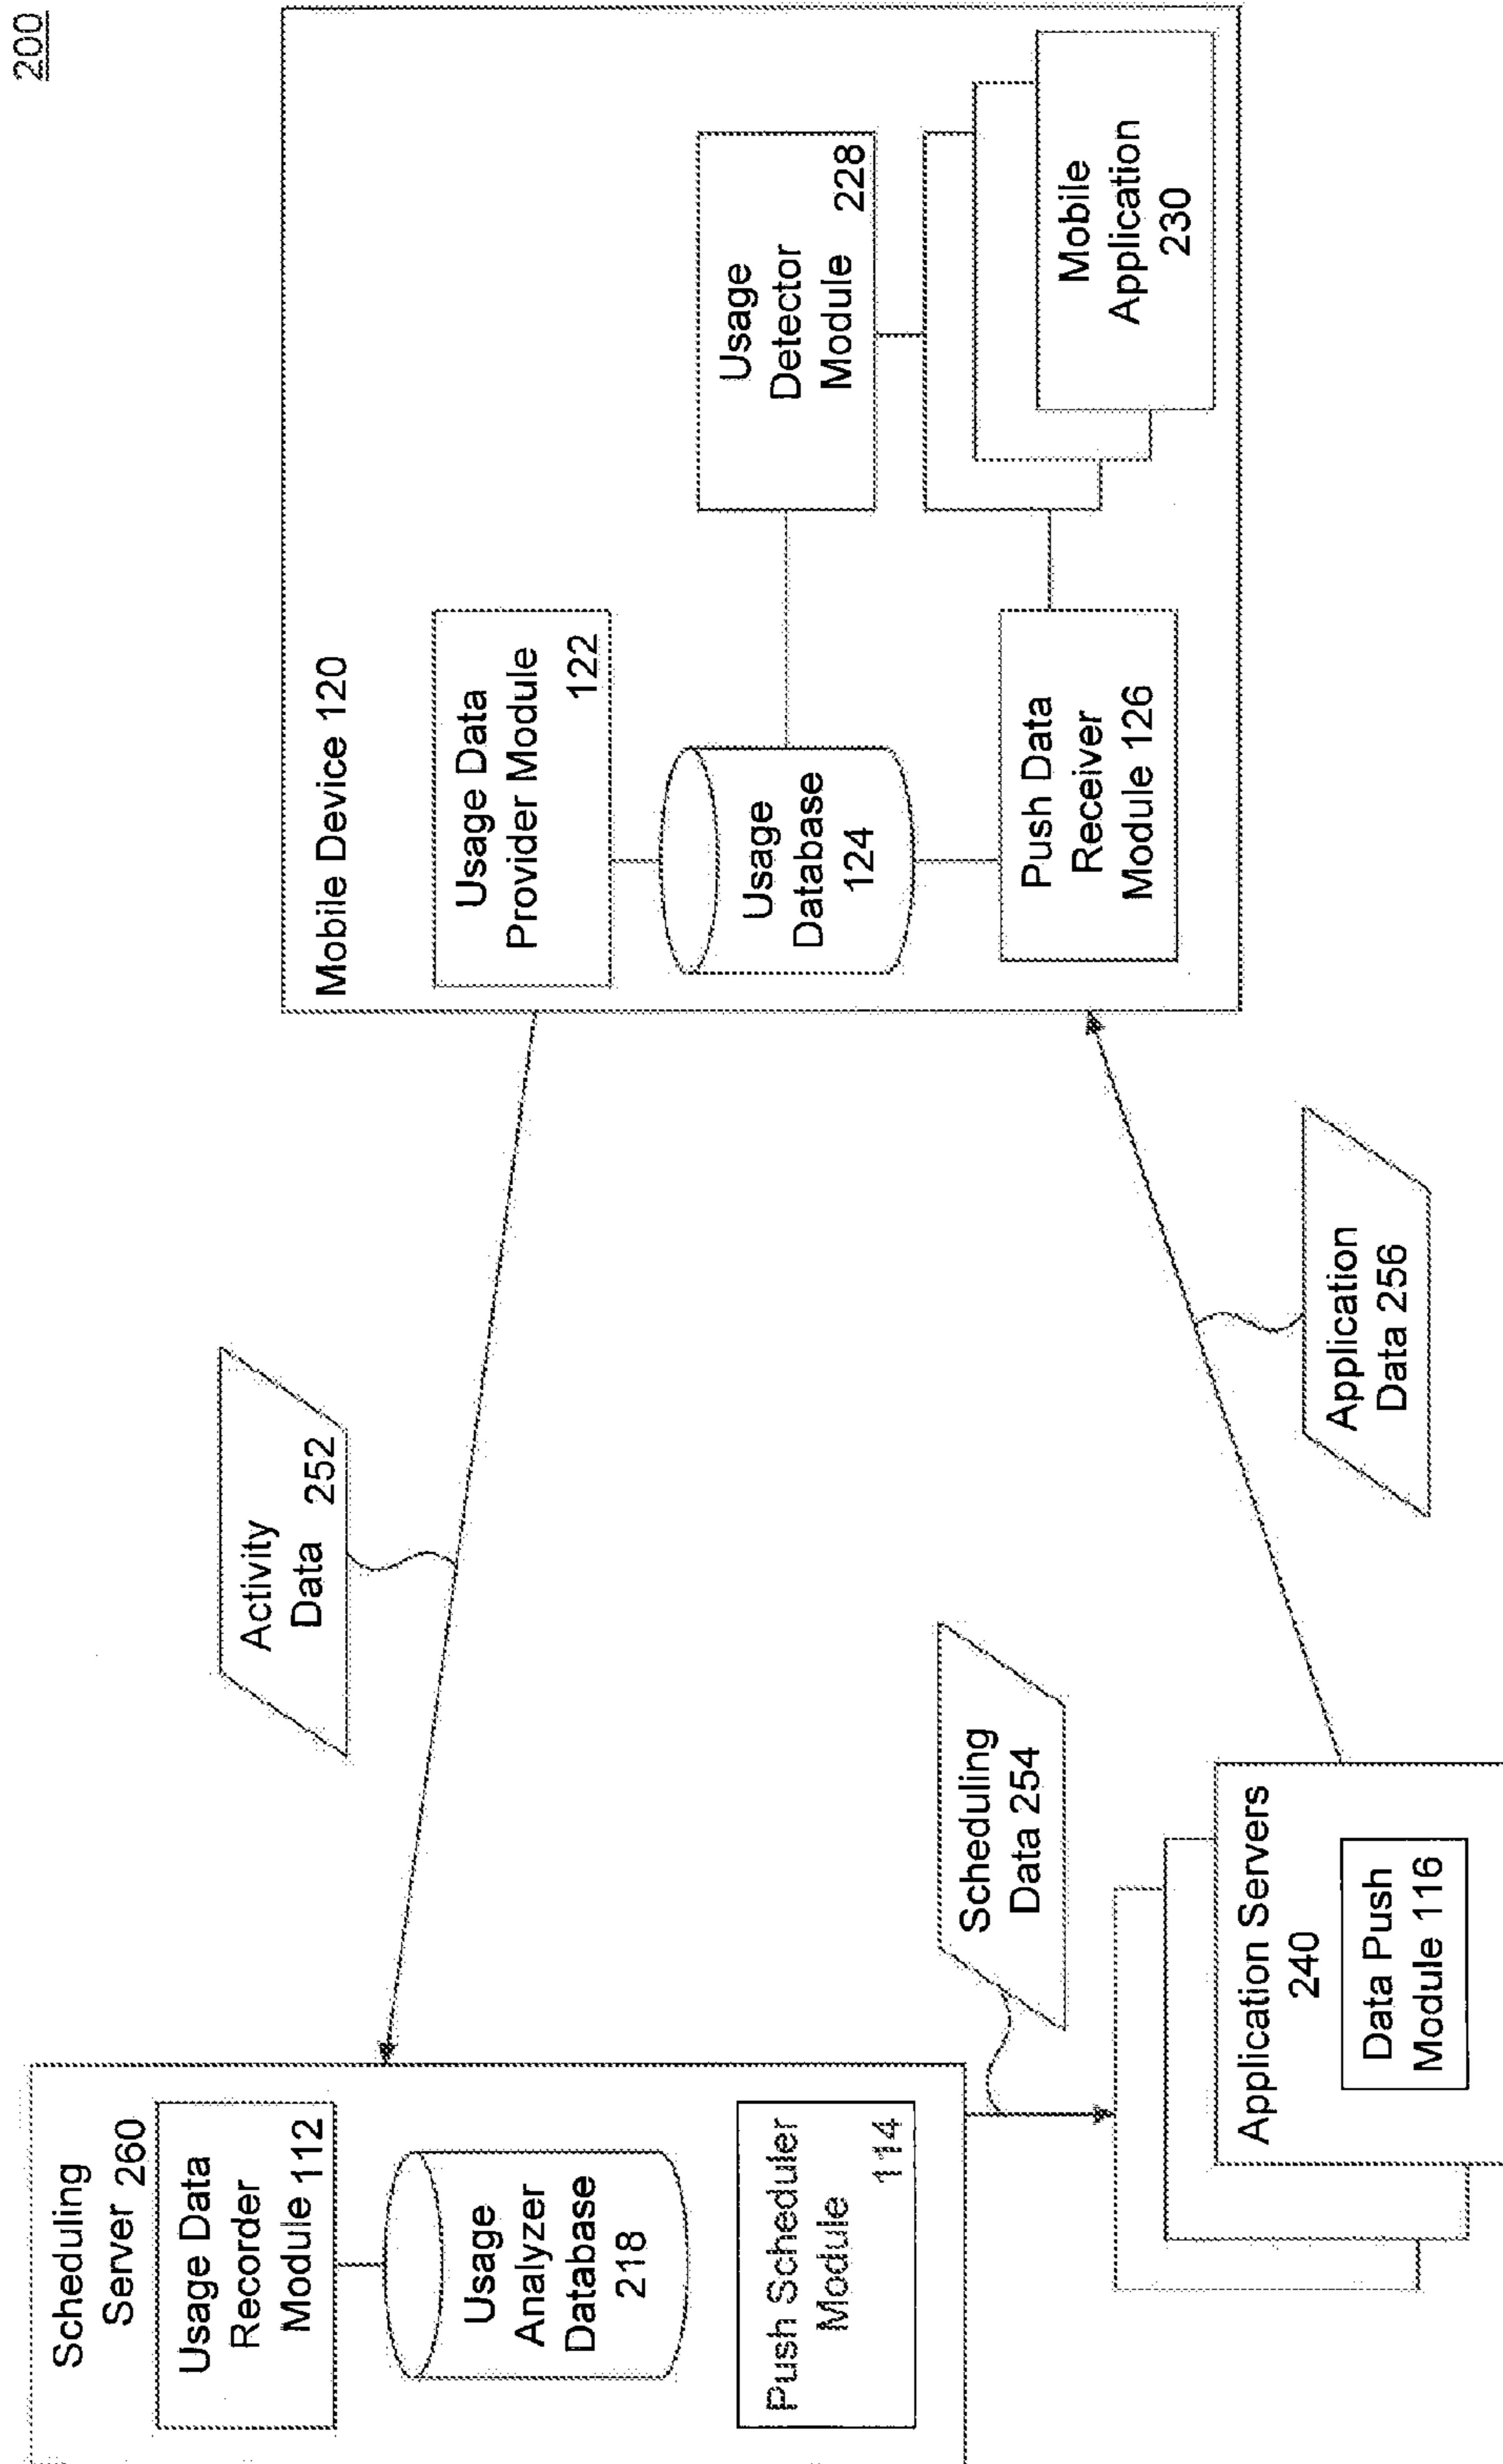 200
Scheduling
Server 260
Usage Data
Recorder
Module 112
Usage
Analyzer
Database
218
Push Scheduler
Module
114
Activity
Data 252
Scheduling
Data 254
Application Servers
240
Data Push
Module 116
Application
Data 256
Mobile Device 120
Usage Data
Provider Module
122
Usage
Database
124
Push Data
Receiver
Module 126
Usage
Detector
Module
228
Mobile
Application
230